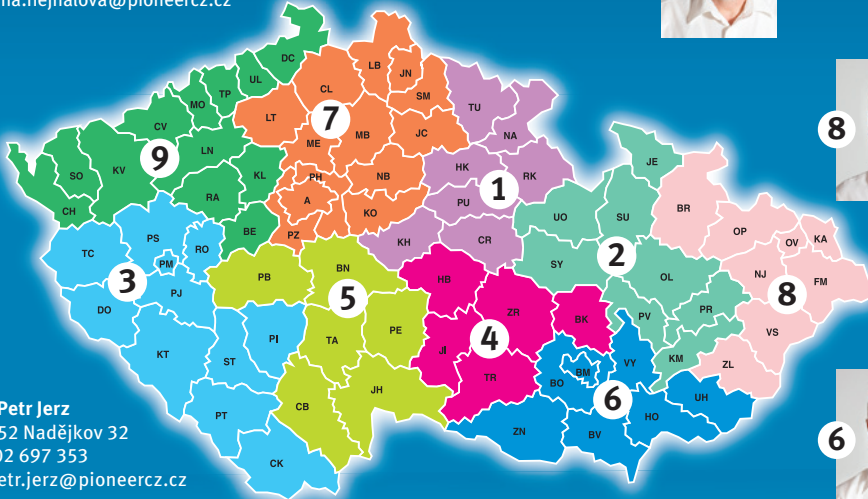 @pioneercz.cz
DC
LB
JN
UL
TP
CL
SM
MO
TU
LT
7
CV
MB
JC
NA
ME
LN
9
JE
SO
KV
KL
PH
NB
HK
RK
8
1
RA
A
PU
BR
CH
KO
UO
SU
OP
PS
BE
PZ
KH
CR
OV
KA
TC
RO
PM
SY
2
BN
PB
HB
OL
NJ
FM
3
PJ
5
8
DO
ZR
BK
PV
PR
PI
PE
VS
TA
4
KT
ST
JI
KM
ZL
VY
TR
BM
BO
JH
6
UH
CB
Petr Jerz
PT
HO
52 Nadějkov 32
ZN
BV
6
02 697 353
CK
etr.jerz@pioneercz.cz